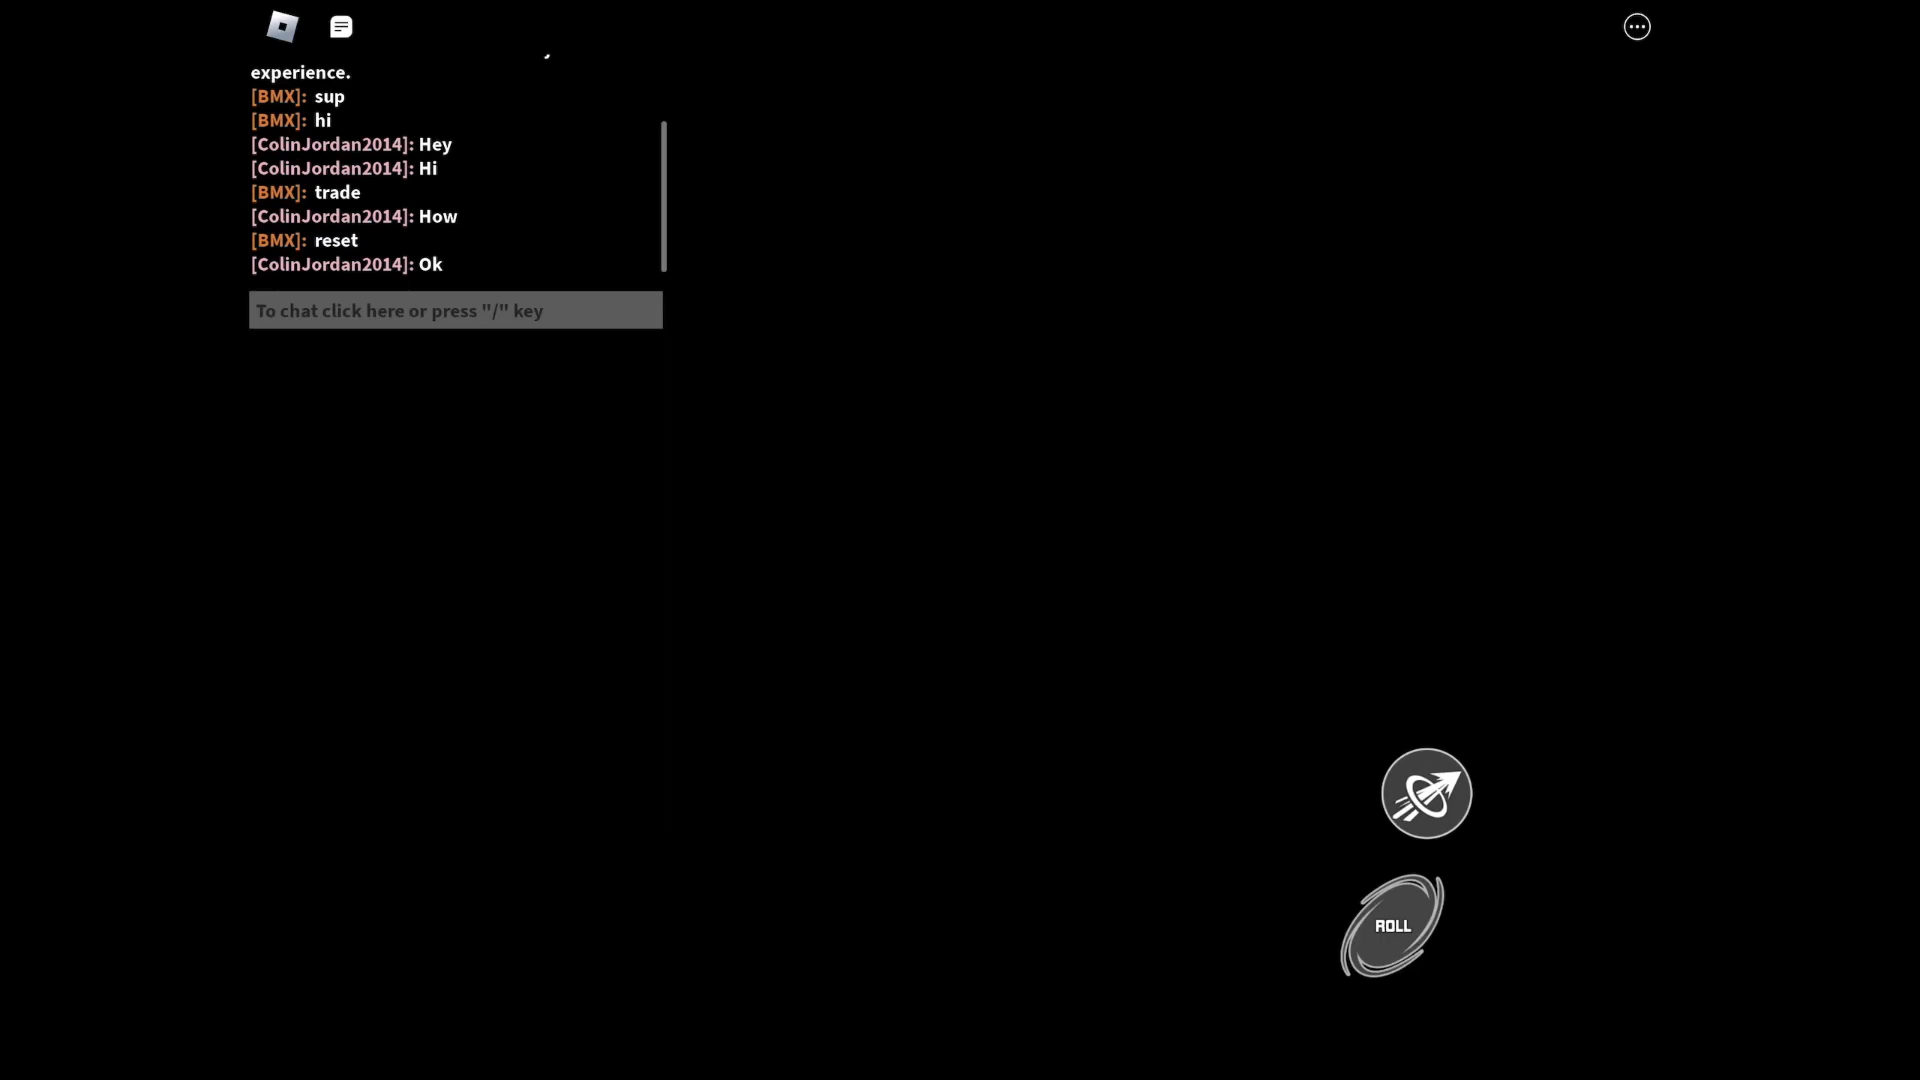 experience.
[BMX]: sup
[BMX]: hi
[ColinJordan2014]: Hey
[ColinJordan2014]: Hi
[BMX]: trade
[ColinJordan2014]: How
[BMX]: reset
[ColinJordan2014]: Ok
To chat click here or press "/" key
ROLL